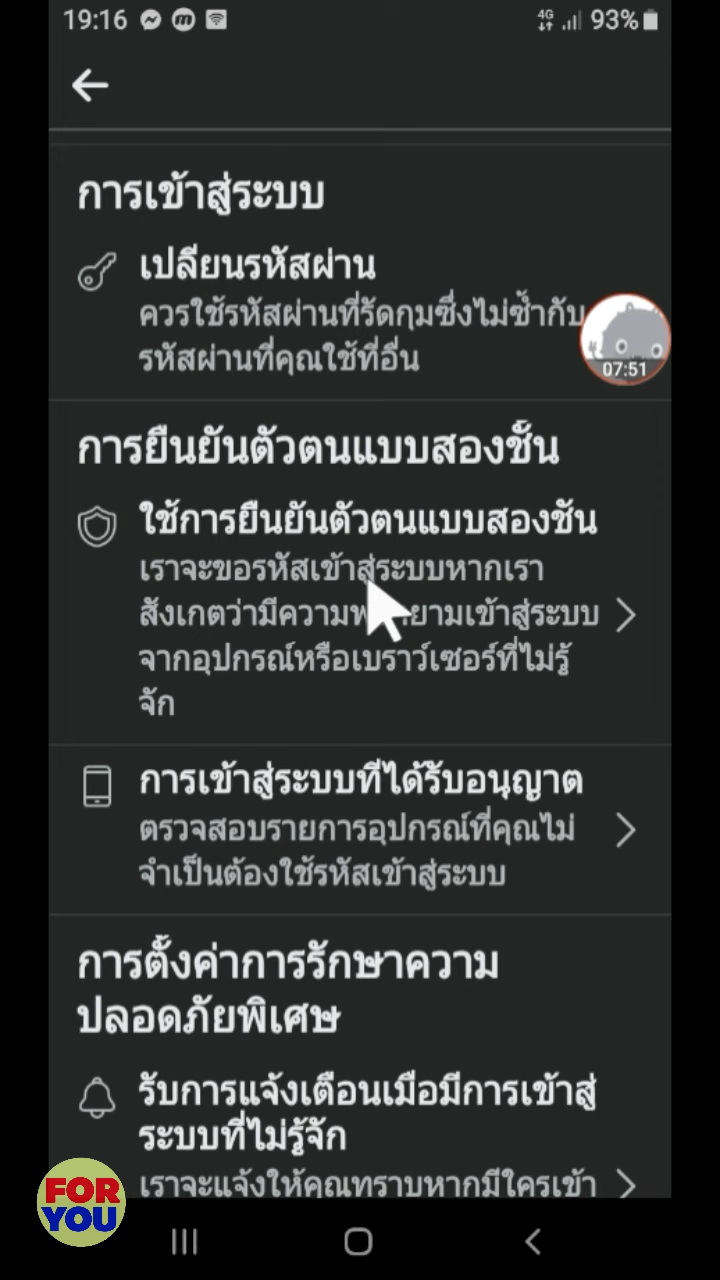 19:16
4G
93%
การเข้าสู่ระบบ
เปลี่ยนรหัสผ่าน
ควรใช้รหัสผ่านที่รัดกุมซึ่งไม่ซ้ำกับ
รหัสผ่านที่คุณใช้ที่อื่น
07:51
การยืนยันตัวตนแบบสองชั้น
ใช้การยืนยันตัวตนแบบสองชั้น
เราจะขอรหัสเข้าสู่ระบบหากเรา
สังเกตว่ามีความ เข้าสู่ระบบ
จากอุปกรณ์หรือเบราว์เซอร์ที่ไม่รู้
จัก
การเข้าสู่ระบบที่ได้รับอนุญาต
ตรวจสอบรายการอุปกรณ์ที่คุณไม่
จำเป็นต้องใช้รหัสเข้าสู่ระบบ
การตั้งค่าการรักษาความ
ปลอดภัยพิเศษ
รับการแจ้งเตือนเมื่อมีการเข้าสู่
ระบบที่ไม่รู้จัก
เราจะแจ้งให้คุณทราบหากมีใครเข้า
FOR
YOU